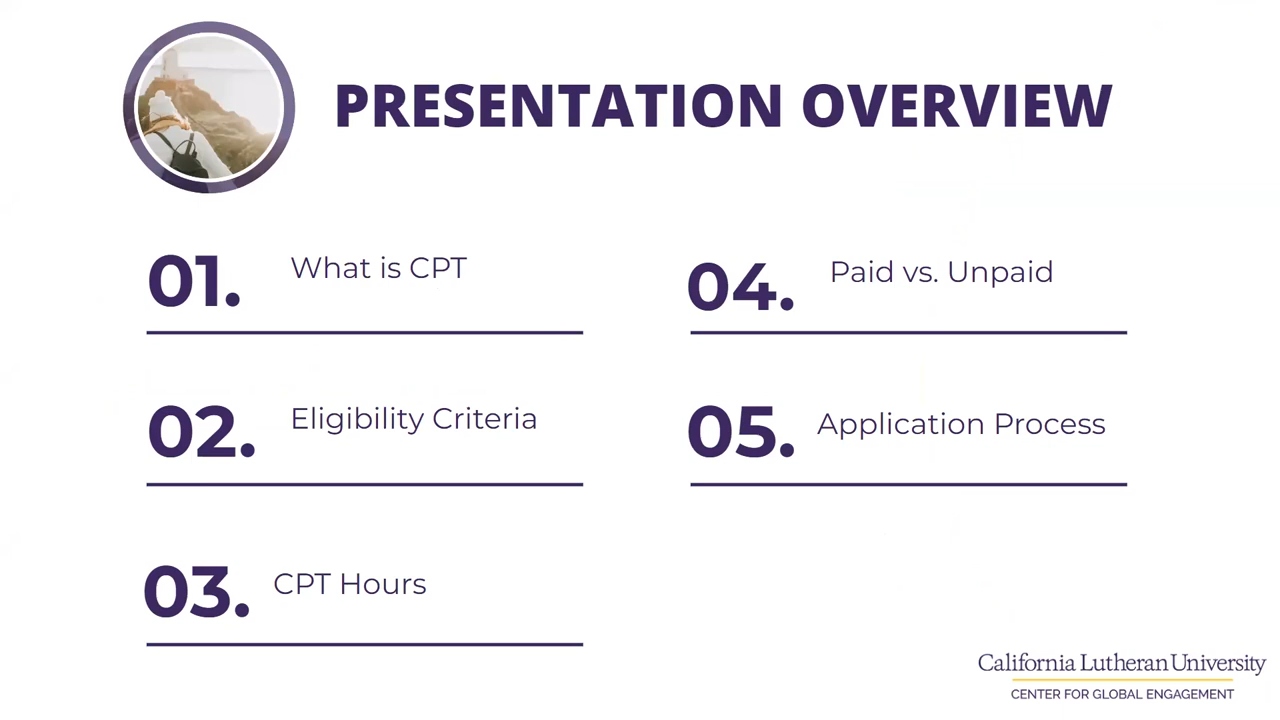 PRESENTATION OVERVIEW
01. What is CPT
02. Eligibility Criteria
03. CPT Hours
04. Paid vs. Unpaid
05. Application Process
California Lutheran University
CENTER FOR GLOBAL ENGAGEMENT